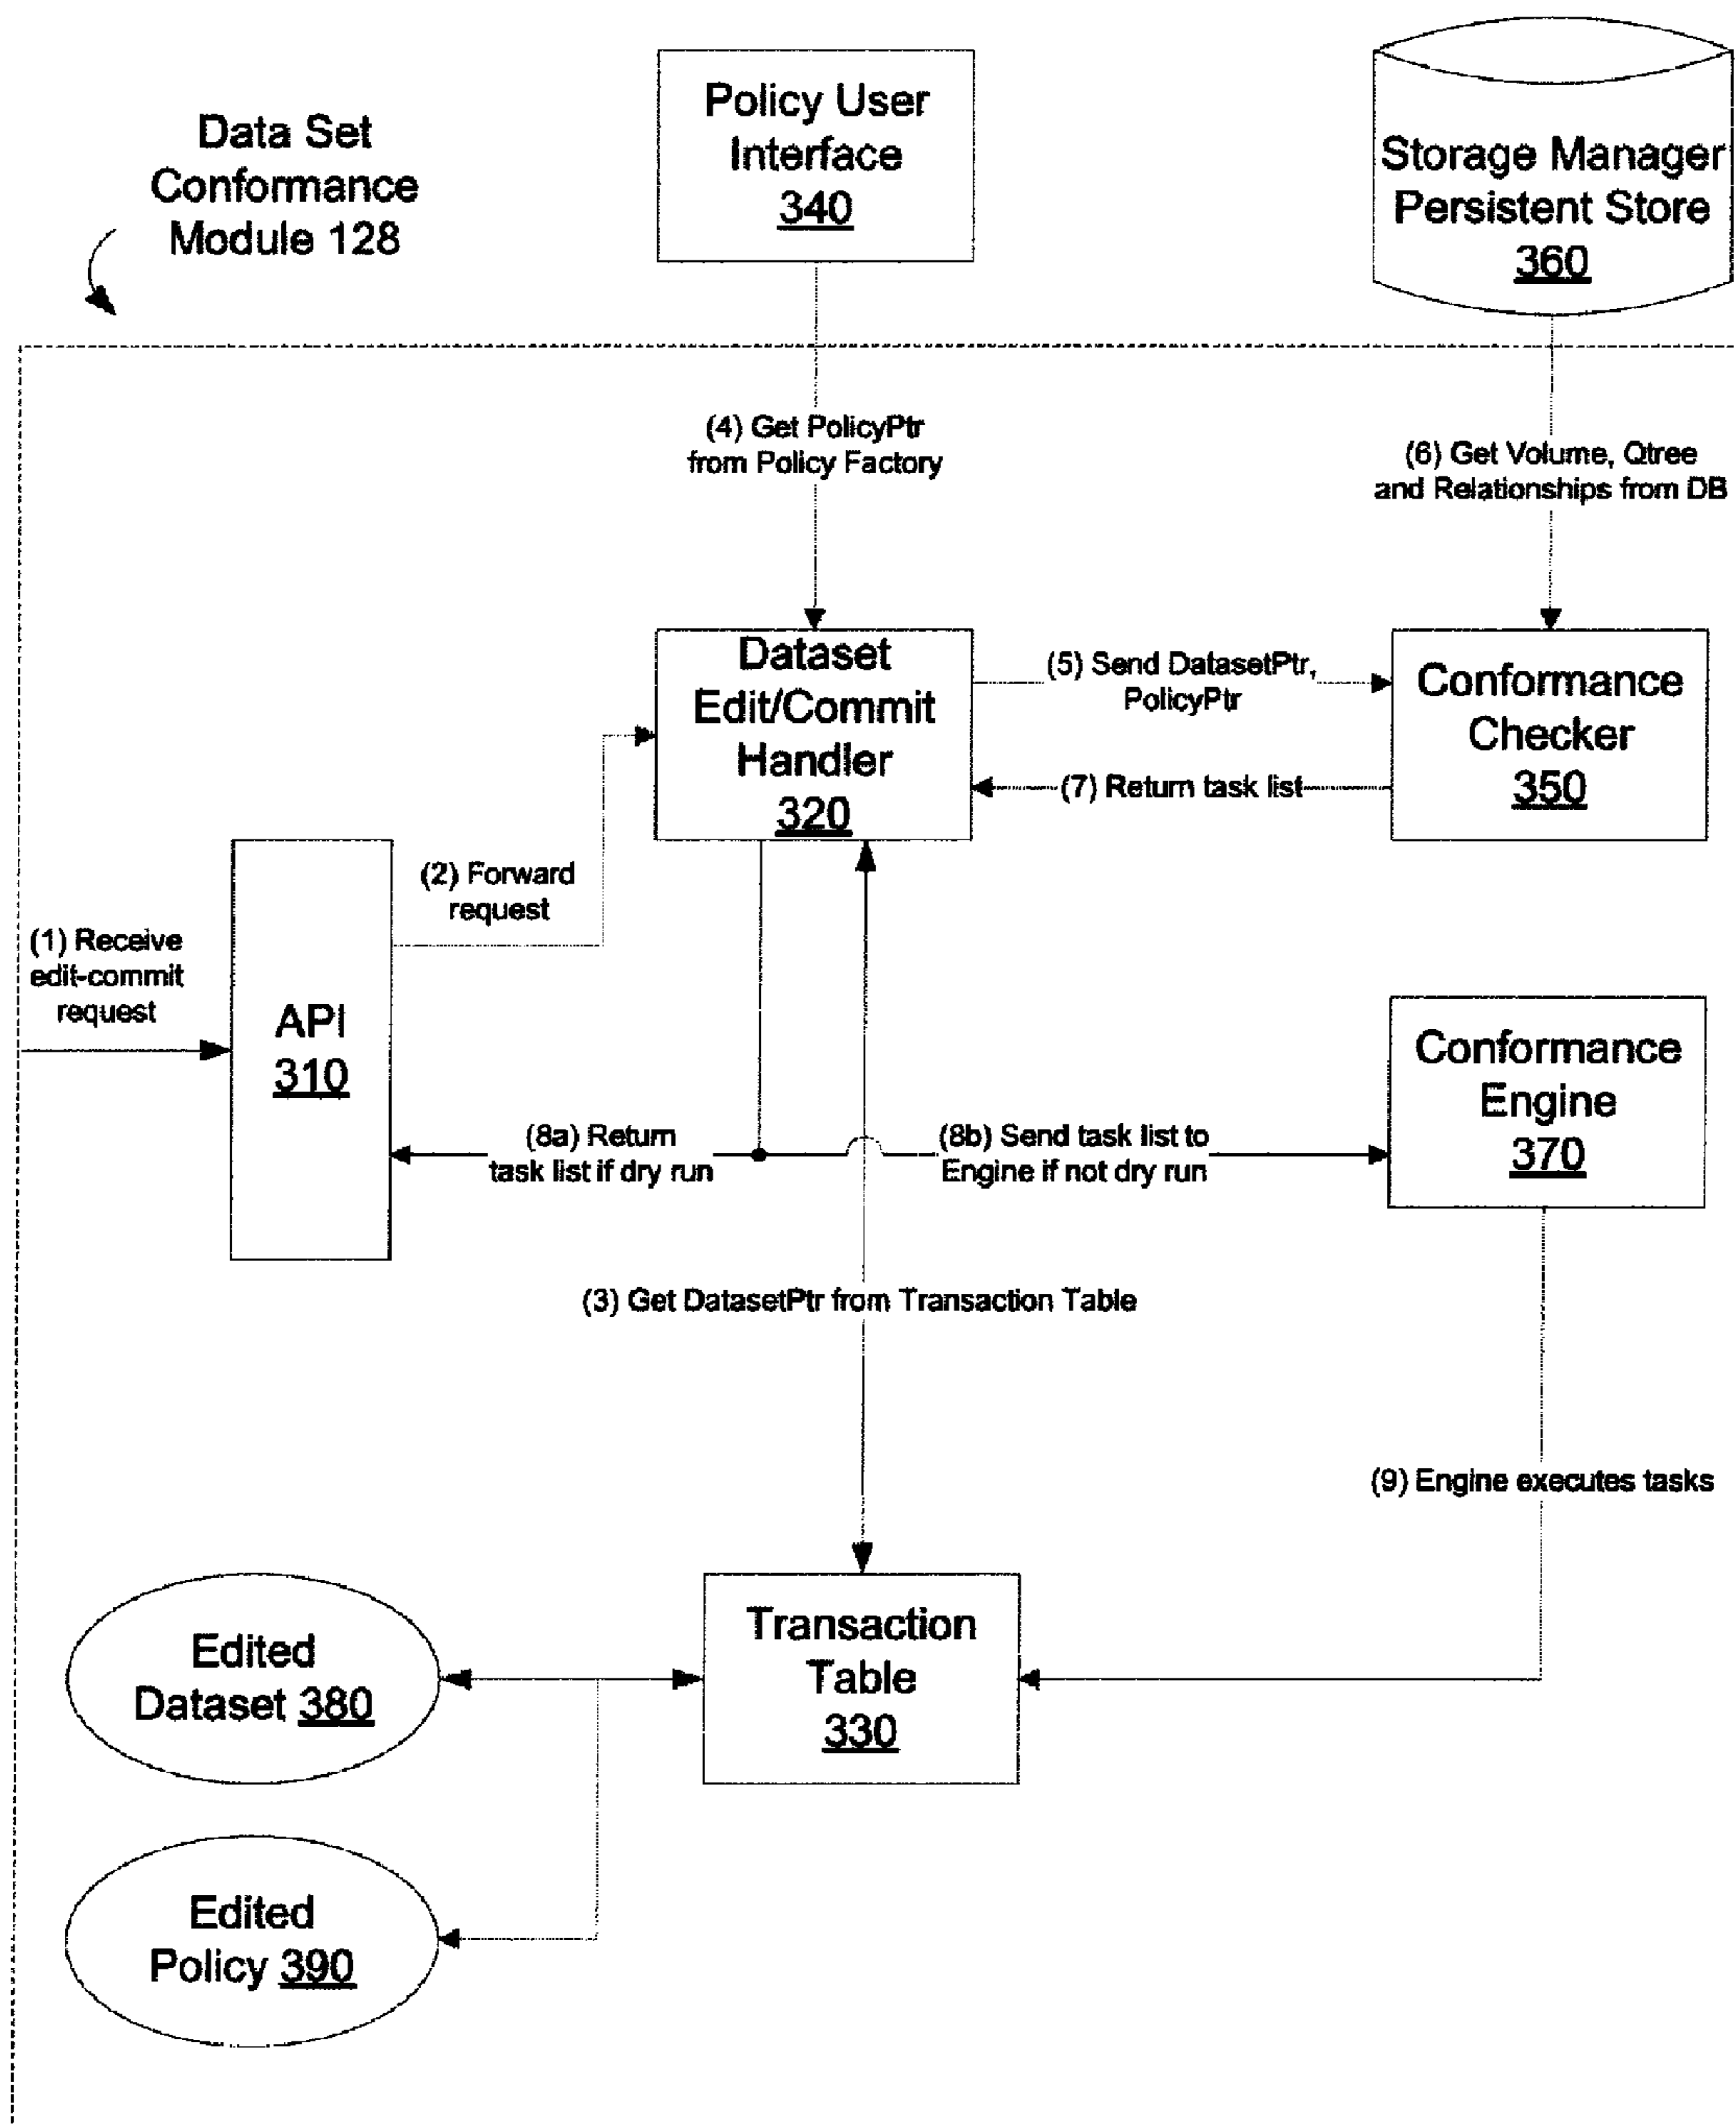 Data Set
Conformance
Module 128
Policy User
Interface
340
Storage Manager
Persistent Store
360
(4) Get PolicyPtr
from Policy Factory
(6) Get Volume, Qtree
and Relationships from DB
Dataset
Edit/Commit
Handler
320
(5) Send DatasetPtr,
PolicyPtr
(7) Return task list
Conformance
Checker
350
(2) Forward
request
(1) Receive
edit-commit
request
API
310
Conformance
Engine
370
(8a) Return
task list if dry run
(8b) Send task list to
Engine if not dry run
(3) Get DatasetPtr from Transaction Table
(9) Engine executes tasks
Edited
Dataset 380
Transaction
Table
330
Edited
Policy 390